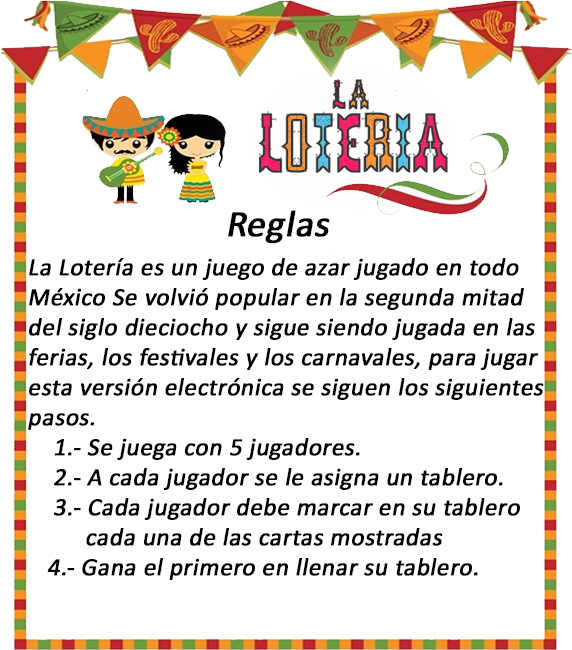 LA
LOTERIA
Reglas
La Lotería es un juego de azar jugado en todo
México Se volvió popular en la segunda mitad
del siglo dieciocho y sigue siendo jugada en las
ferias, los festivales y los carnavales, para jugar
esta versión electrónica se siguen los siguientes
pasos.
1.- Se juega con 5 jugadores.
2.- A cada jugador se le asigna un tablero.
3.- Cada jugador debe marcar en su tablero
cada una de las cartas mostradas
4.- Gana el primero en llenar su tablero.